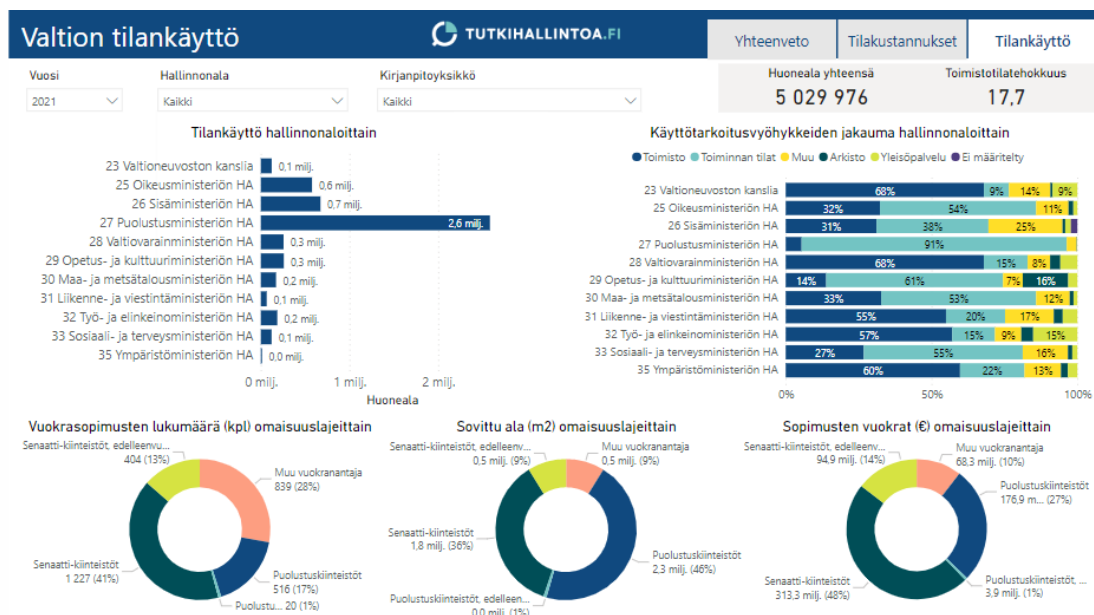 Valtion tilankäyttö
TUTKIHALLINTOA.FI
Yhteenveto
Tilakustannukset
Tilankäyttö
Vuosi
2021
Hallinnonala
Kaikki
Kirjanpitoyksikkö
Kaikki
Huoneala yhteensä
5 029 976
Toimistotilatehokkuus
17,7
Tilankäyttö hallinnonaloittain
23 Valtioneuvoston kanslia 0,1 milj.
25 Oikeusministeriön HA 0,6 milj.
26 Sisäministeriön HA 0,7 milj.
27 Puolustusministeriön HA 2,6 milj.
28 Valtiovarainministeriön HA 0,3 milj.
29 Opetus- ja kulttuuriministeriön HA 0,3 milj.
30 Maa- ja metsätalousministeriön HA 0,2 milj.
31 Liikenne- ja viestintäministeriön HA 0,1 milj.
32 Työ- ja elinkeinoministeriön HA 0,2 milj.
33 Sosiaali- ja terveysministeriön HA 0,1 milj.
35 Ympäristöministeriön HA 0,0 milj.
0 milj. 1 milj. 2 milj.
Huoneala
Käyttötarkoitusvyöhykkeiden jakauma hallinnonaloittain
Toimisto Toiminnan tilat Muu Arkisto Yleisöpalvelu Ei määritelty
23 Valtioneuvoston kanslia 68% 9% 14% 9%
25 Oikeusministeriön HA 32% 54% 11%
26 Sisäministeriön HA 31% 38% 25%
27 Puolustusministeriön HA 91%
28 Valtiovarainministeriön HA 68% 15% 8%
29 Opetus- ja kulttuuriministeriön HA 14% 61% 7% 16%
30 Maa- ja metsätalousministeriön HA 33% 53% 12%
31 Liikenne- ja viestintäministeriön HA 55% 20% 17%
32 Työ- ja elinkeinoministeriön HA 57% 15% 9% 15%
33 Sosiaali- ja terveysministeriön HA 27% 55% 16%
35 Ympäristöministeriön HA 60% 22% 13%
0% 50% 100%
Vuokrasopimusten lukumäärä (kpl) omaisuuslajeittain
Senaatti-kiinteistöt, edelleenvu...
404 (13%)
Muu vuokranantaja
839 (28%)
Senaatti-kiinteistöt
1 227 (41%)
Puolustuskiinteistöt
516 (17%)
Puolustu... 20 (1%)
Sovittu ala (m2) omaisuuslajeittain
Senaatti-kiinteistöt, edelleenv...
0,5 milj. (9%)
Muu vuokranantaja
0,5 milj. (9%)
Senaatti-kiinteistöt
1,8 milj. (36%)
Puolustuskiinteistöt
2,3 milj. (46%)
Puolustuskiinteistöt, edelleen...
0,0 milj. (1%)
Sopimusten vuokrat (€) omaisuuslajeittain
Senaatti-kiinteistöt, edelleenv...
94,9 milj. (14%)
Muu vuokranantaja
68,3 milj. (10%)
Puolustuskiinteistöt
176,9 m... (27%)
Senaatti-kiinteistöt
313,3 milj. (48%)
Puolustuskiinteistöt, ...
3,9 milj. (1%)